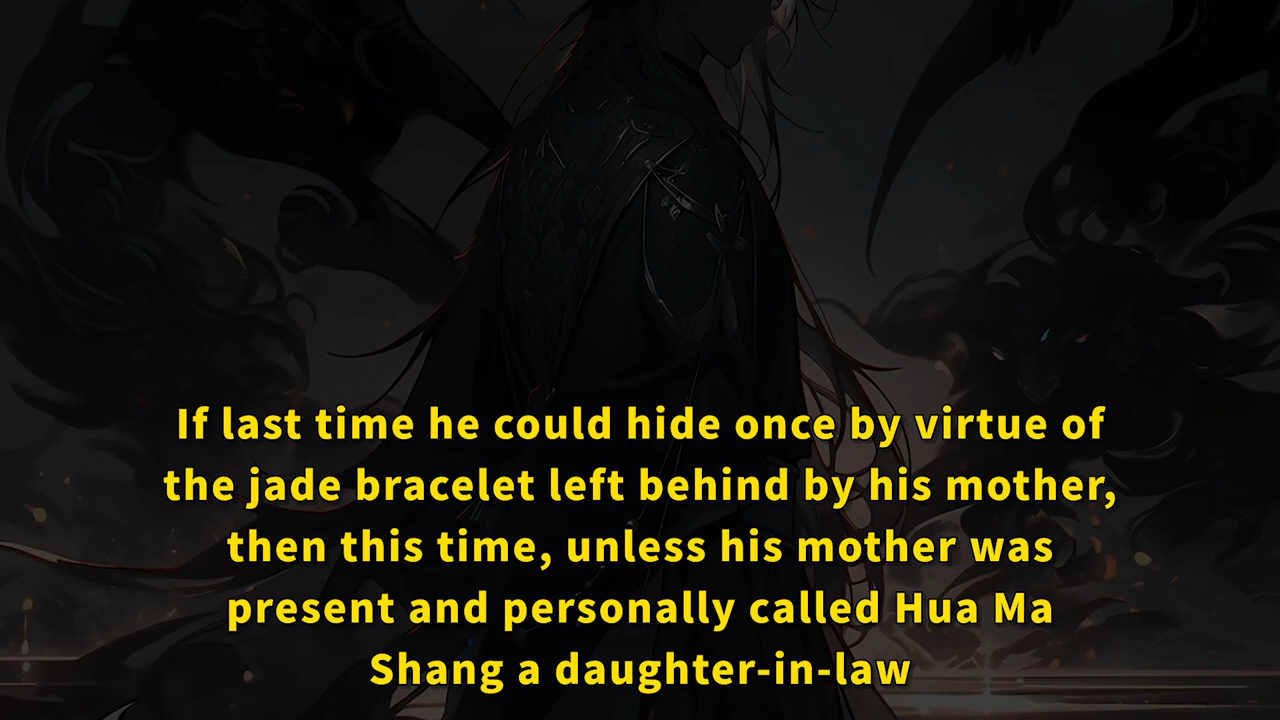 If last time he could hide once by virtue of
the jade bracelet left behind by his mother,
then this time, unless his mother was
present and personally called Hua Ma
Shang a daughter-in-law